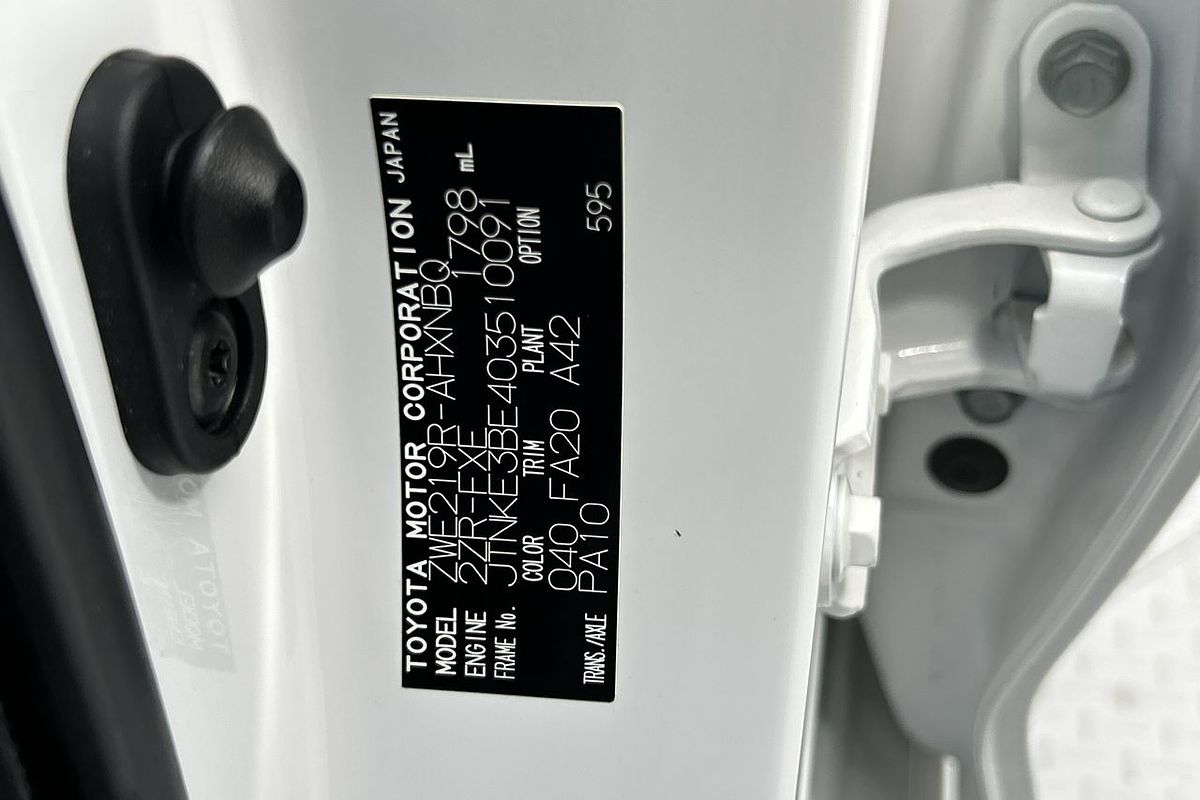 TOYOTA MOTOR CORPORATION JAPAN
MODEL ZWE219R-AHXNBQ
ENGINE 2ZR-FXE 1798 mL
FRAME No. JTNKE3BE403510091
COLOR TRIM PLANT OPTION
040 FA20 A42
TRANS./AXLE PA10 595